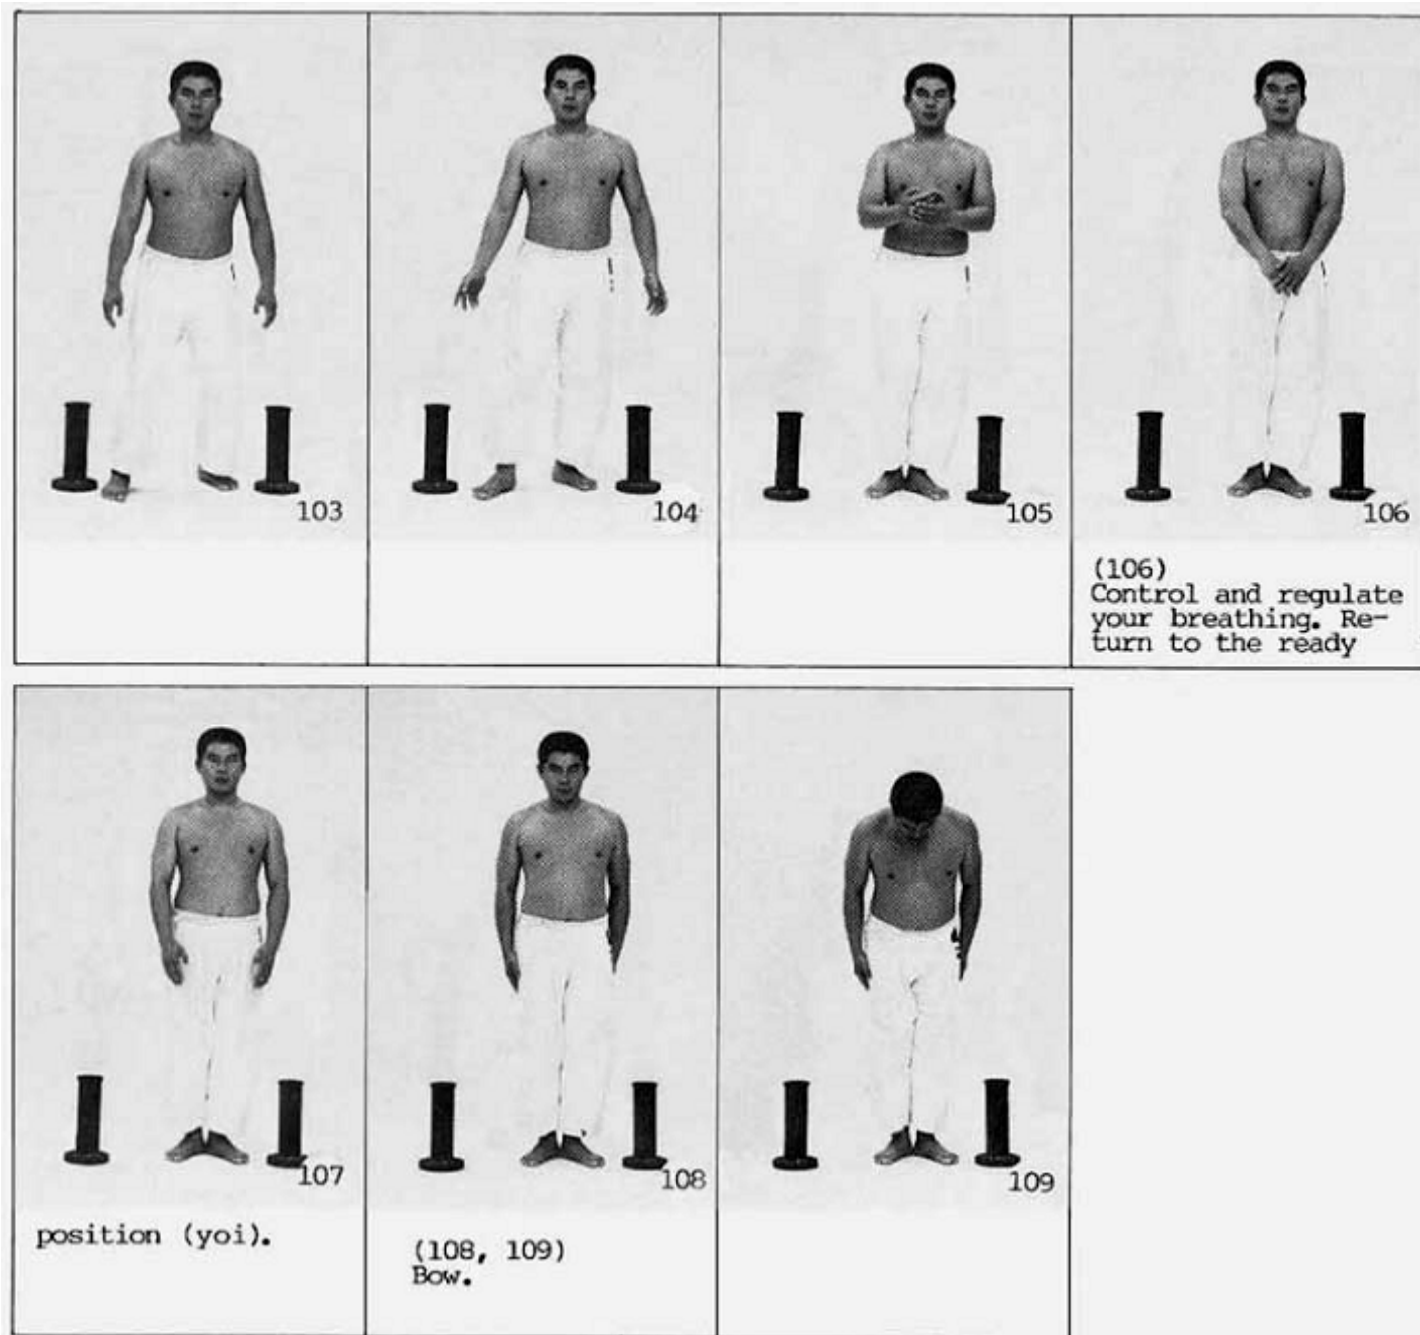 103
104
105
106
(106)
Control and regulate
your breathing. Re-
turn to the ready
107
108
109
position (yoi).
(108, 109)
Bow.